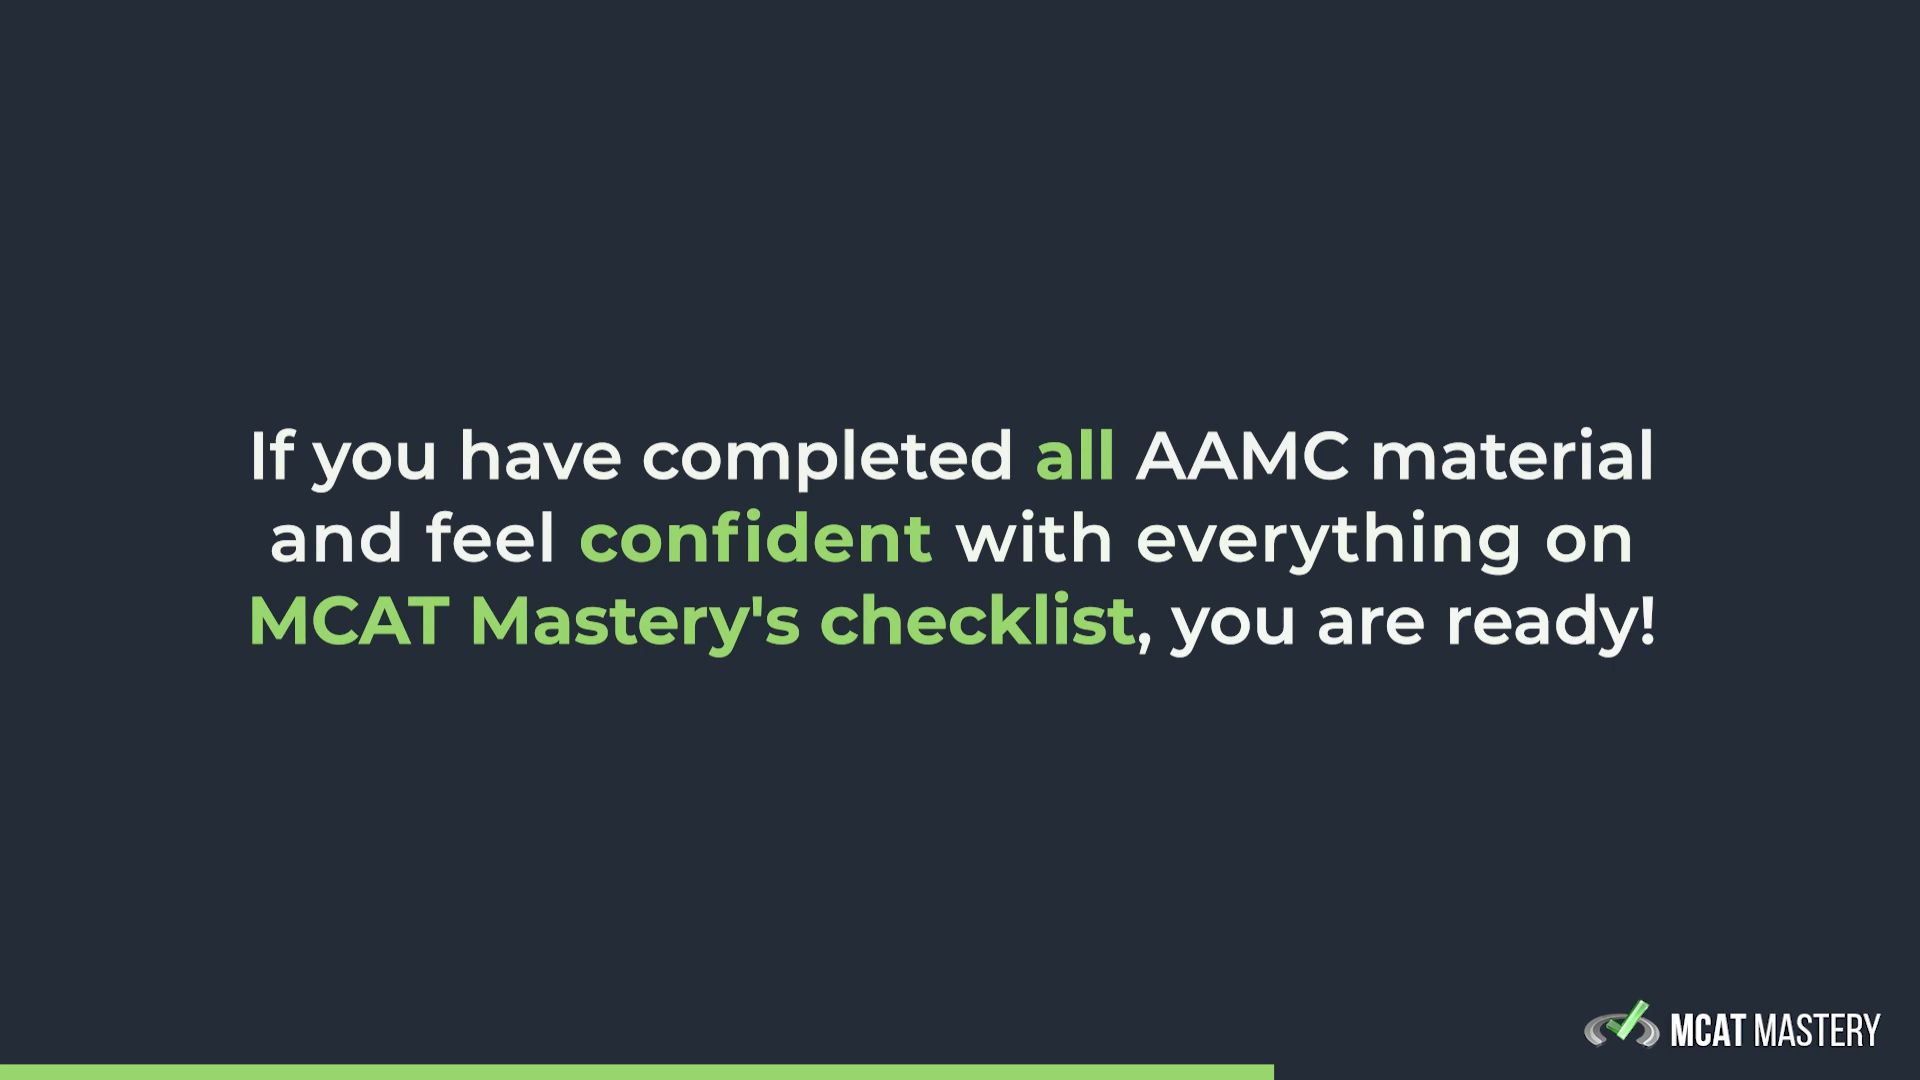 If you have completed all AAMC material
and feel confident with everything on
MCAT Mastery's checklist, you are ready!
MCAT MASTERY